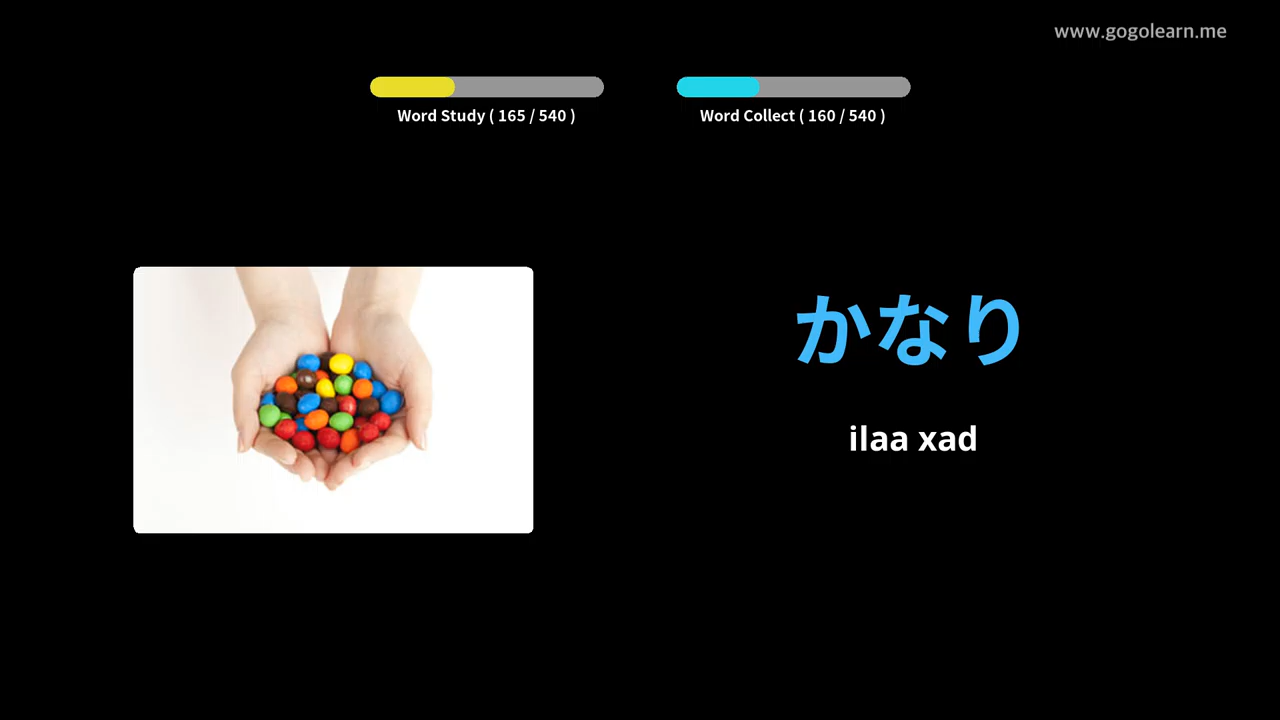 www.gogolearn.me
Word Study ( 165 / 540 )
Word Collect ( 160 / 540 )
かなり
ilaa xad